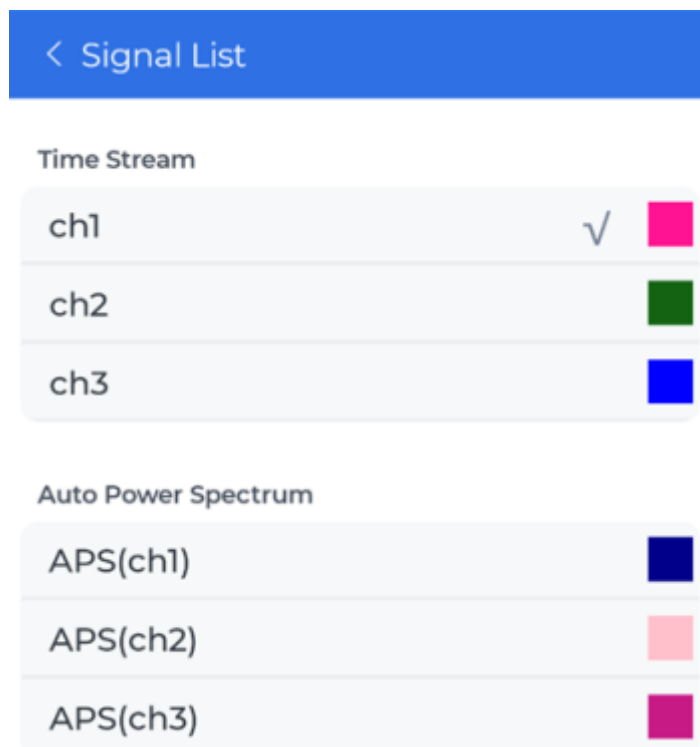 < Signal List
Time Stream
ch1 √
ch2
ch3
Auto Power Spectrum
APS(ch1)
APS(ch2)
APS(ch3)